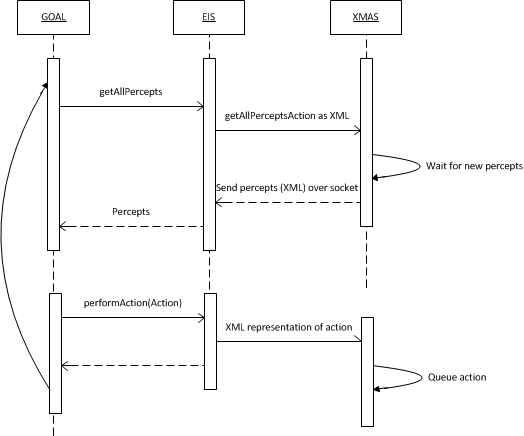 GOAL
EIS
XMAS
getAllPercepts
getAllPerceptsAction as XML
Wait for new percepts
Send percepts (XML) over socket
Percepts
performAction(Action)
XML representation of action
Queue action